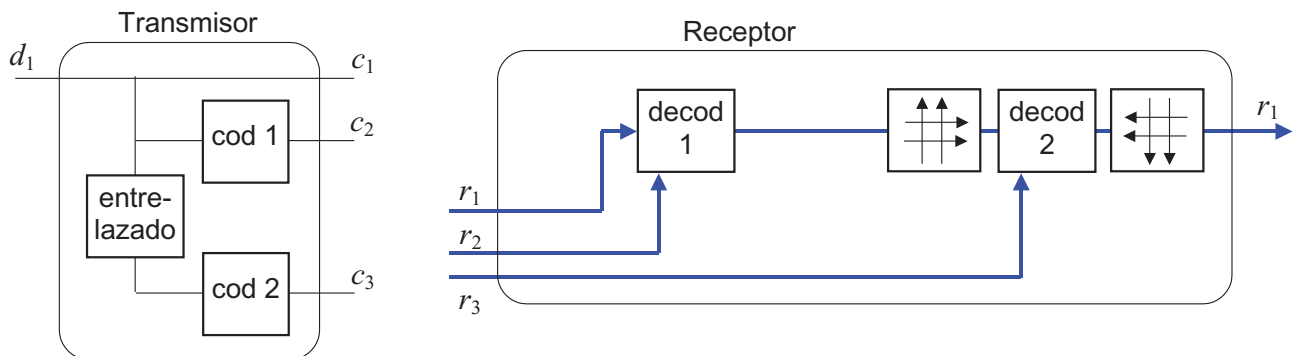 Transmisor
d1
c1
cod 1
c2
entre-
lazado
cod 2
c3
Receptor
decod
1
decod
2
r1
r1
r2
r3